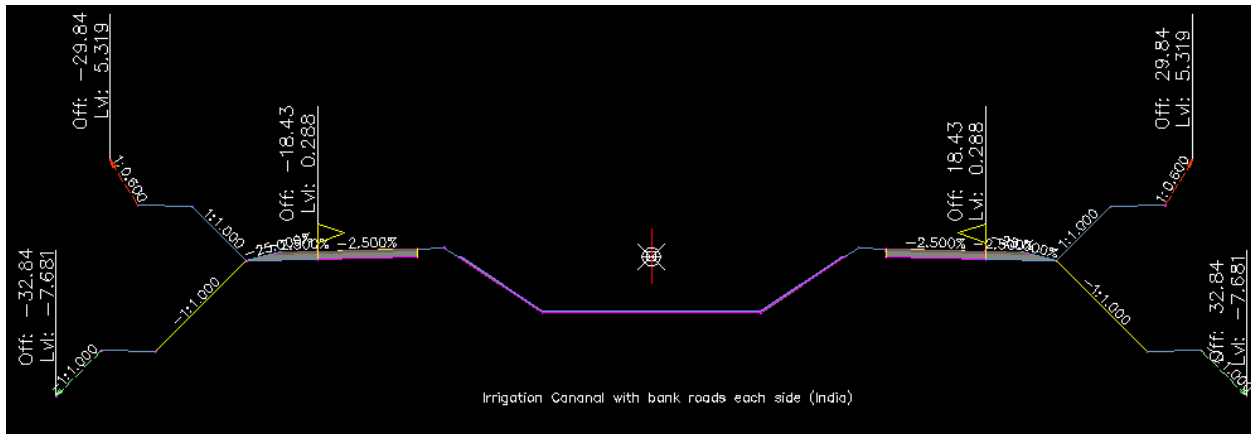 Off: -29.84
Lvl: 5.319
Off: 29.84
Lvl: 5.319
Off: -18.43
Lvl: 0.288
Off: 18.43
Lvl: 0.288
1:0.600
1:0.600
1:1.000
1:1.000
-2.500%
-2.500%
Off: -32.84
Lvl: -7.681
Off: 32.84
Lvl: -7.681
-1:1.000
-1:1.000
-1:1.000
Irrigation Cananal with bank roads each side (India)